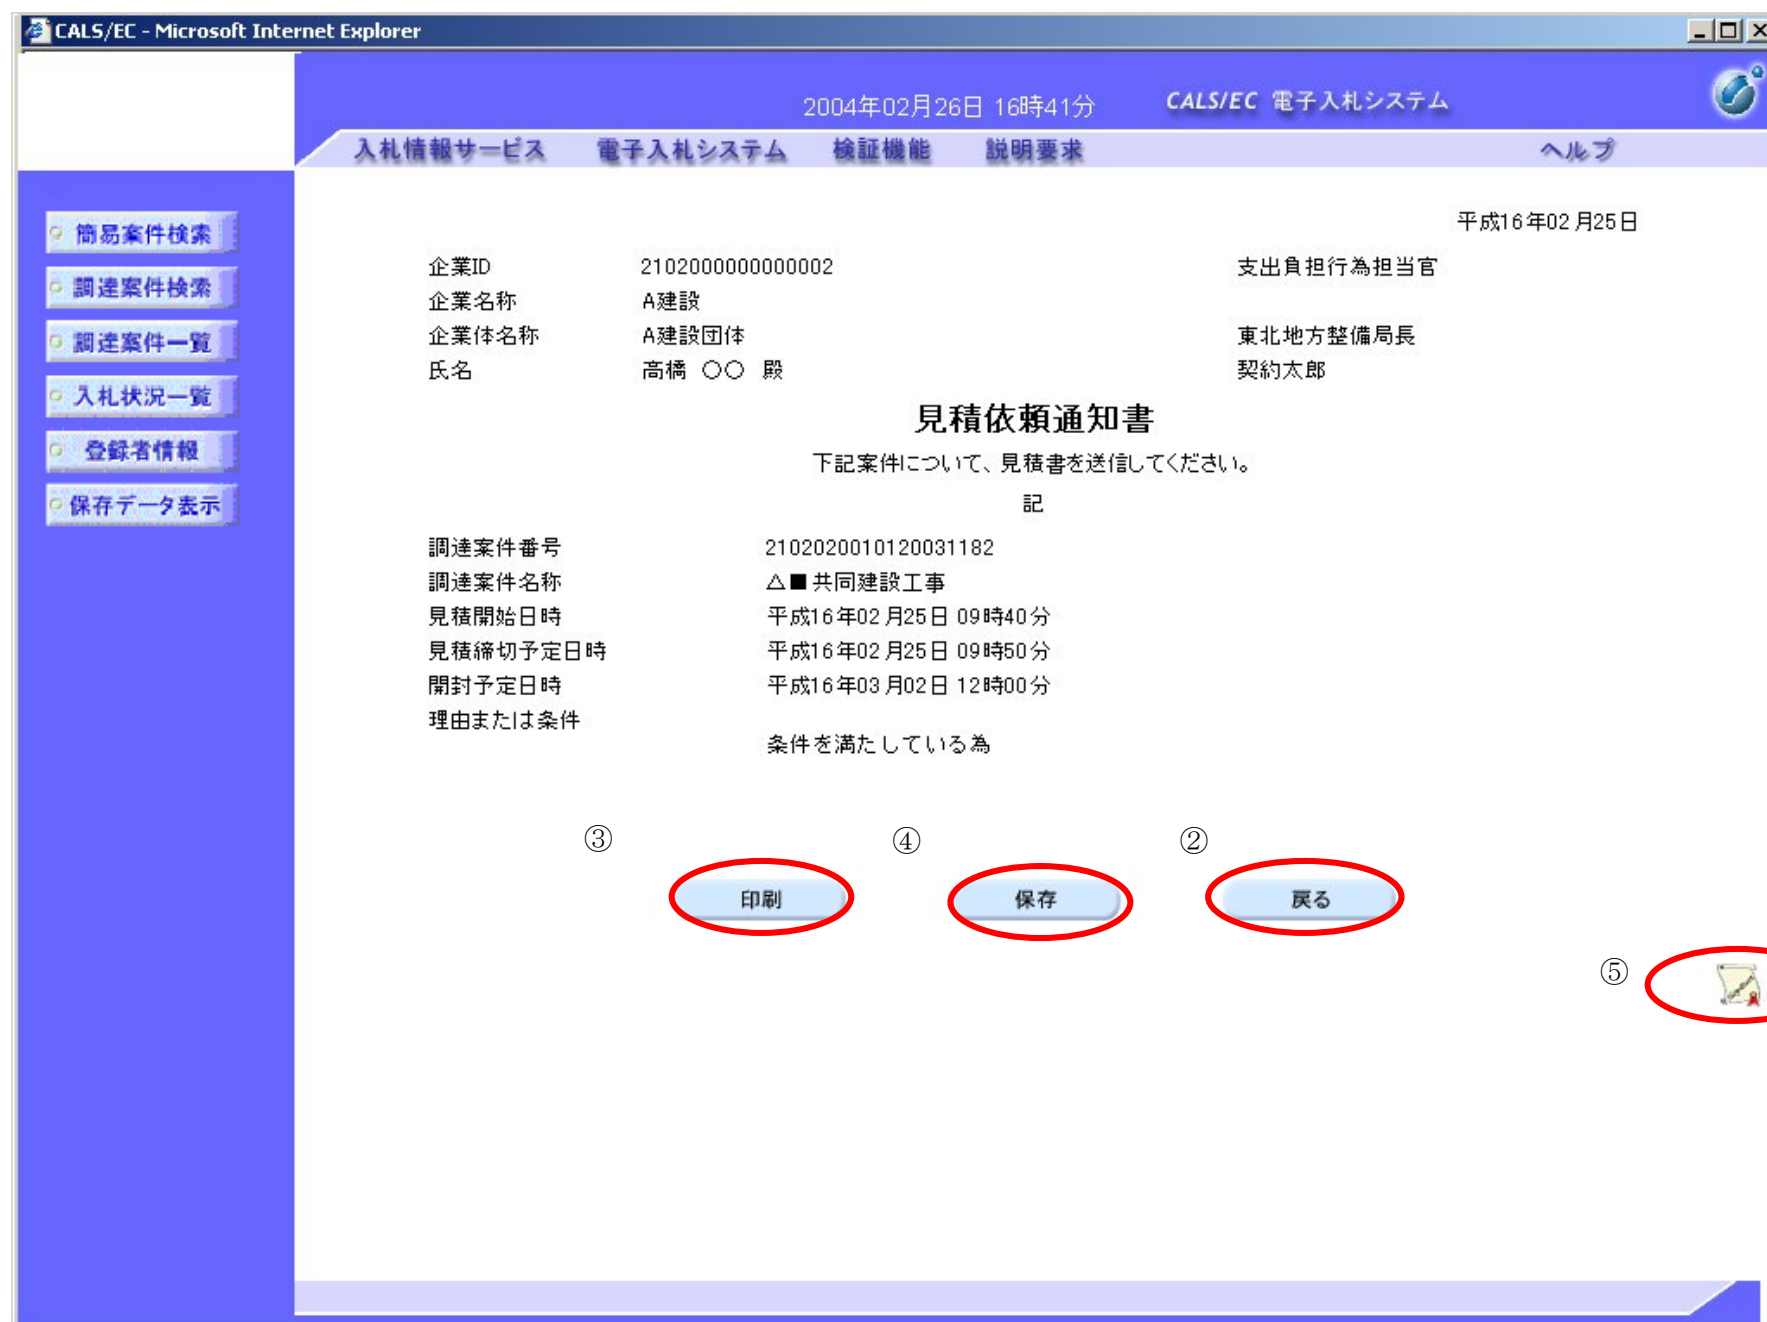 CALS/EC - Microsoft Internet Explorer
2004年02月26日 16時41分 CALS/EC 電子入札システム
入札情報サービス 電子入札システム 検証機能 説明要求 ヘルプ
簡易案件検索
調達案件検索
調達案件一覧
入札状況一覧
登録者情報
保存データ表示
平成16年02月25日
企業ID 2102000000000002 支出負担行為担当官
企業名称 A建設
企業体名称 A建設団体 東北地方整備局長
氏名 高橋 〇〇 殿 契約太郎
見積依頼通知書
下記案件について、見積書を送信してください。
記
調達案件番号 2102020010120031182
調達案件名称 △■共同建設工事
見積開始日時 平成16年02月25日 09時40分
見積締切予定日時 平成16年02月25日 09時50分
開封予定日時 平成16年03月02日 12時00分
理由または条件
条件を満たしている為
③ ④ ②
印刷 保存 戻る
⑤